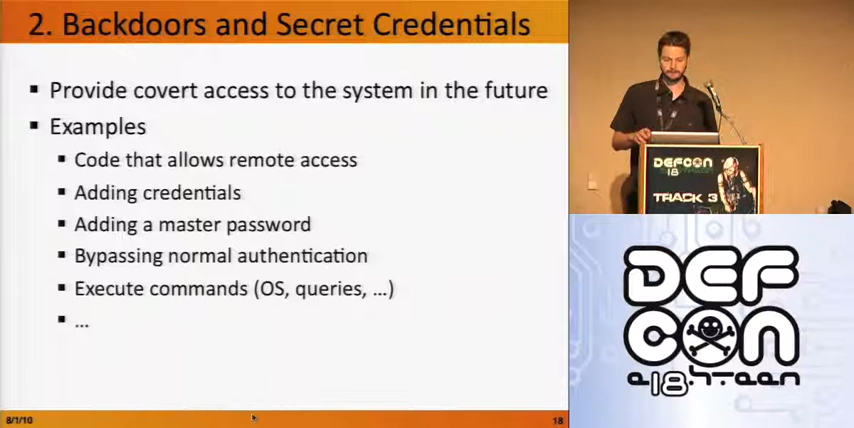 2. Backdoors and Secret Credentials
Provide covert access to the system in the future
Examples
Code that allows remote access
Adding credentials
Adding a master password
Bypassing normal authentication
Execute commands (OS, queries, ...)
...
8/1/10
18
DEFCON
18
TRACK 3
DEF
CON
e18hteen